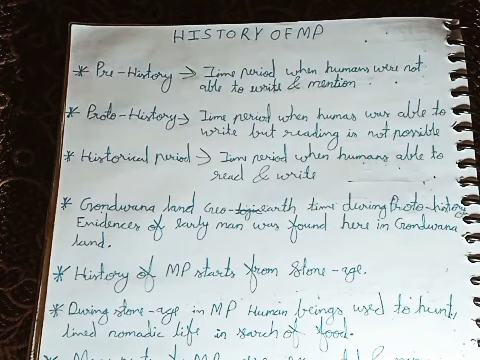 HISTORY OF MP
* Pre-History → Time period when humans were not
able to write & mention
* Proto-History → Time period when humas was able to
write but reading is not possible
* Historical period → Time period when humans able to
read & write
* Gondwana land Geo- earth time during Proto-history
Enidences of early man was found here in Gondwana
land.
* History of MP starts from Stone-age.
* During stone-age in MP Human beings used to hunt,
lined nomadic life in sarch of food.